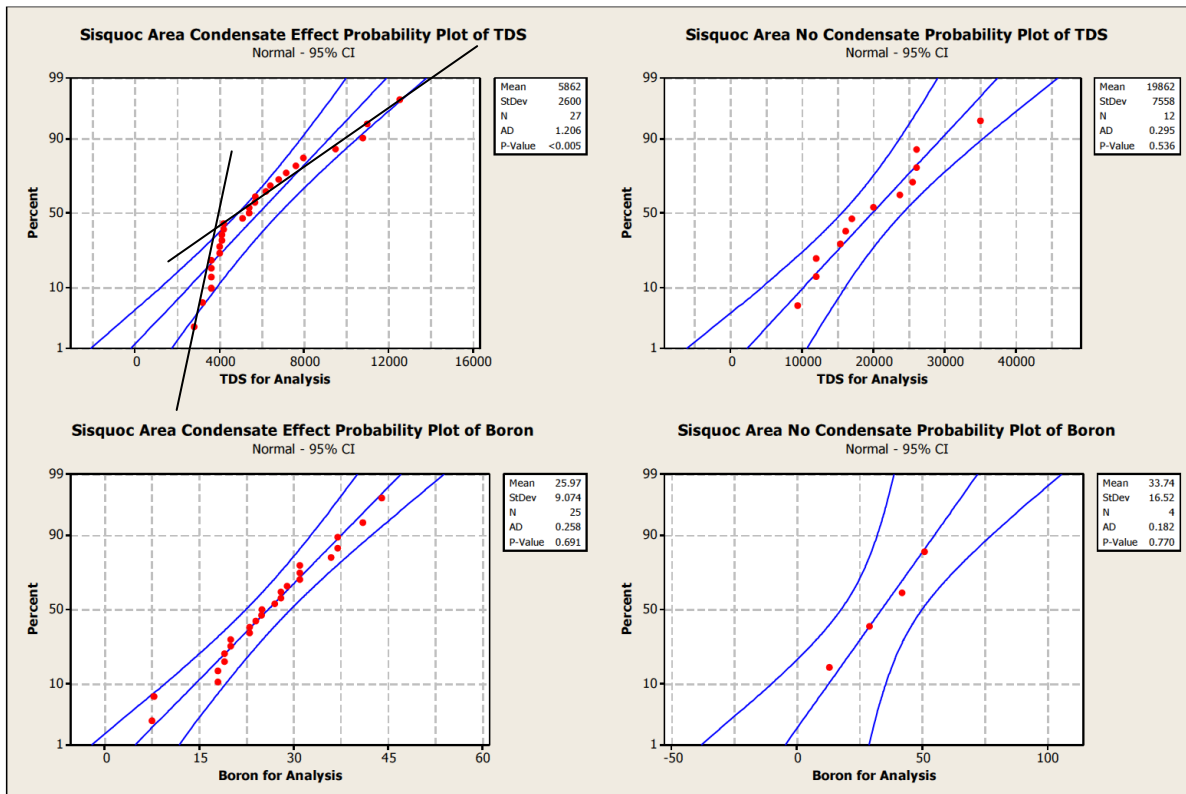 Sisquoc Area Condensate Effect Probability Plot of TDS
Normal - 95% CI
99
90
50
10
1
Percent
0
4000
8000
12000
16000
TDS for Analysis
Mean 5862
StDev 2600
N 27
AD 1.206
P-Value <0.005
Sisquoc Area No Condensate Probability Plot of TDS
Normal - 95% CI
99
90
50
10
1
Percent
0
10000
20000
30000
40000
TDS for Analysis
Mean 19862
StDev 7558
N 12
AD 0.295
P-Value 0.536
Sisquoc Area Condensate Effect Probability Plot of Boron
Normal - 95% CI
99
90
50
10
1
Percent
0
15
30
45
60
Boron for Analysis
Mean 25.97
StDev 9.074
N 25
AD 0.258
P-Value 0.691
Sisquoc Area No Condensate Probability Plot of Boron
Normal - 95% CI
99
90
50
10
1
Percent
-50
0
50
100
Boron for Analysis
Mean 33.74
StDev 16.52
N 4
AD 0.182
P-Value 0.770